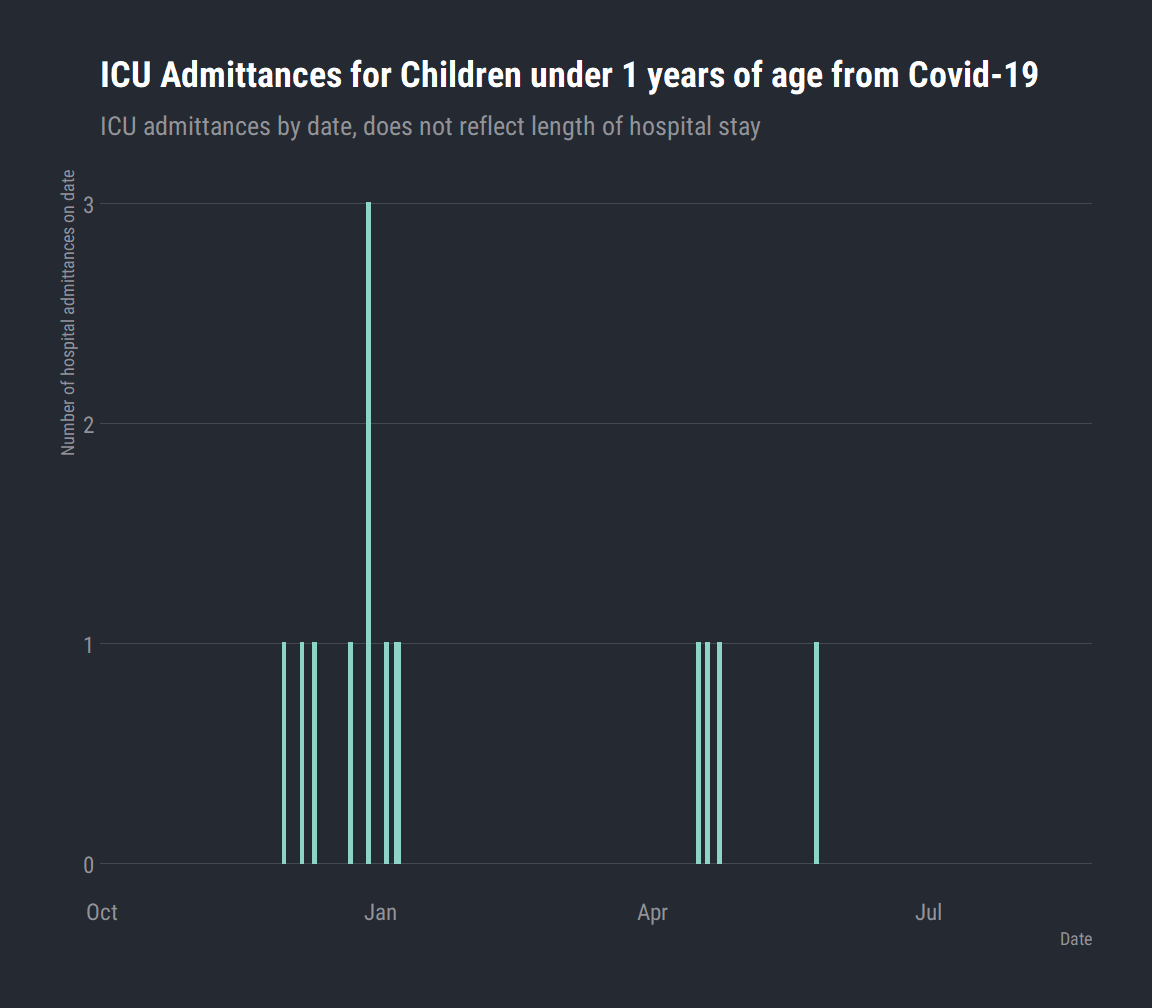 ICU Admittances for Children under 1 years of age from Covid-19
ICU admittances by date, does not reflect length of hospital stay
Number of hospital admittances on date
3
2
1
0
Oct
Jan
Apr
Jul
Date